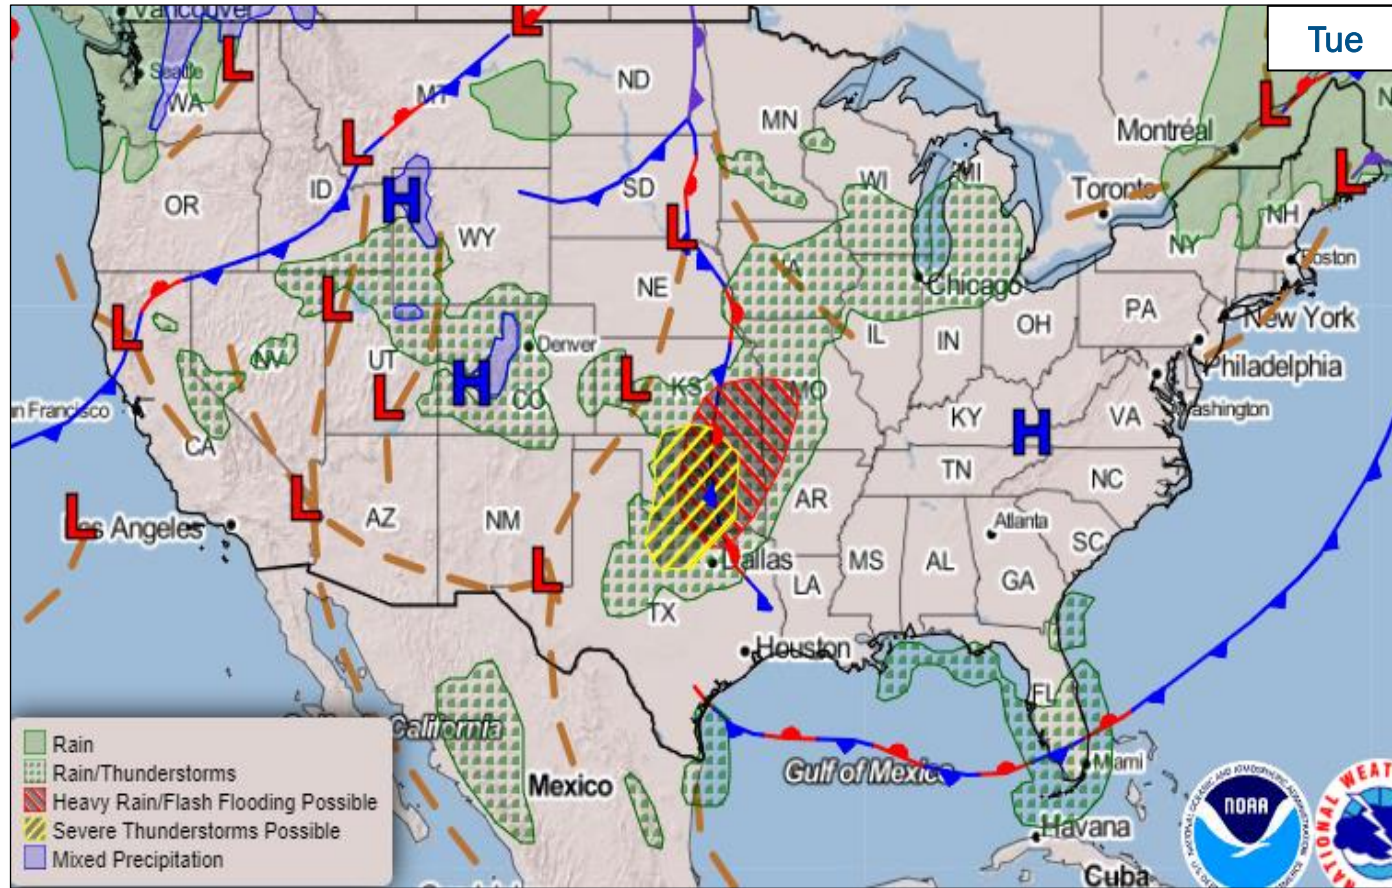 Tue
Vancouver
Seattle
WA
MT
ND
MN
Montréal
OR
ID
SD
WI
MI
Toronto
NH
WY
NY
Boston
IA
NE
Chicago
PA
New York
IL
IN
OH
Denver
Philadelphia
NV
UT
CO
KS
MO
an Francisco
KY
VA
Washington
CA
TN
NC
Los Angeles
AZ
NM
AR
Atlanta
SC
Dallas
MS
AL
GA
LA
TX
Houston
FL
California
Gulf of Mexico
Miami
Mexico
Havana
Cuba
L
L
L
L
L
L
L
L
L
L
L
L
L
L
H
H
H
Rain
Rain/Thunderstorms
Heavy Rain/Flash Flooding Possible
Severe Thunderstorms Possible
Mixed Precipitation
NOAA